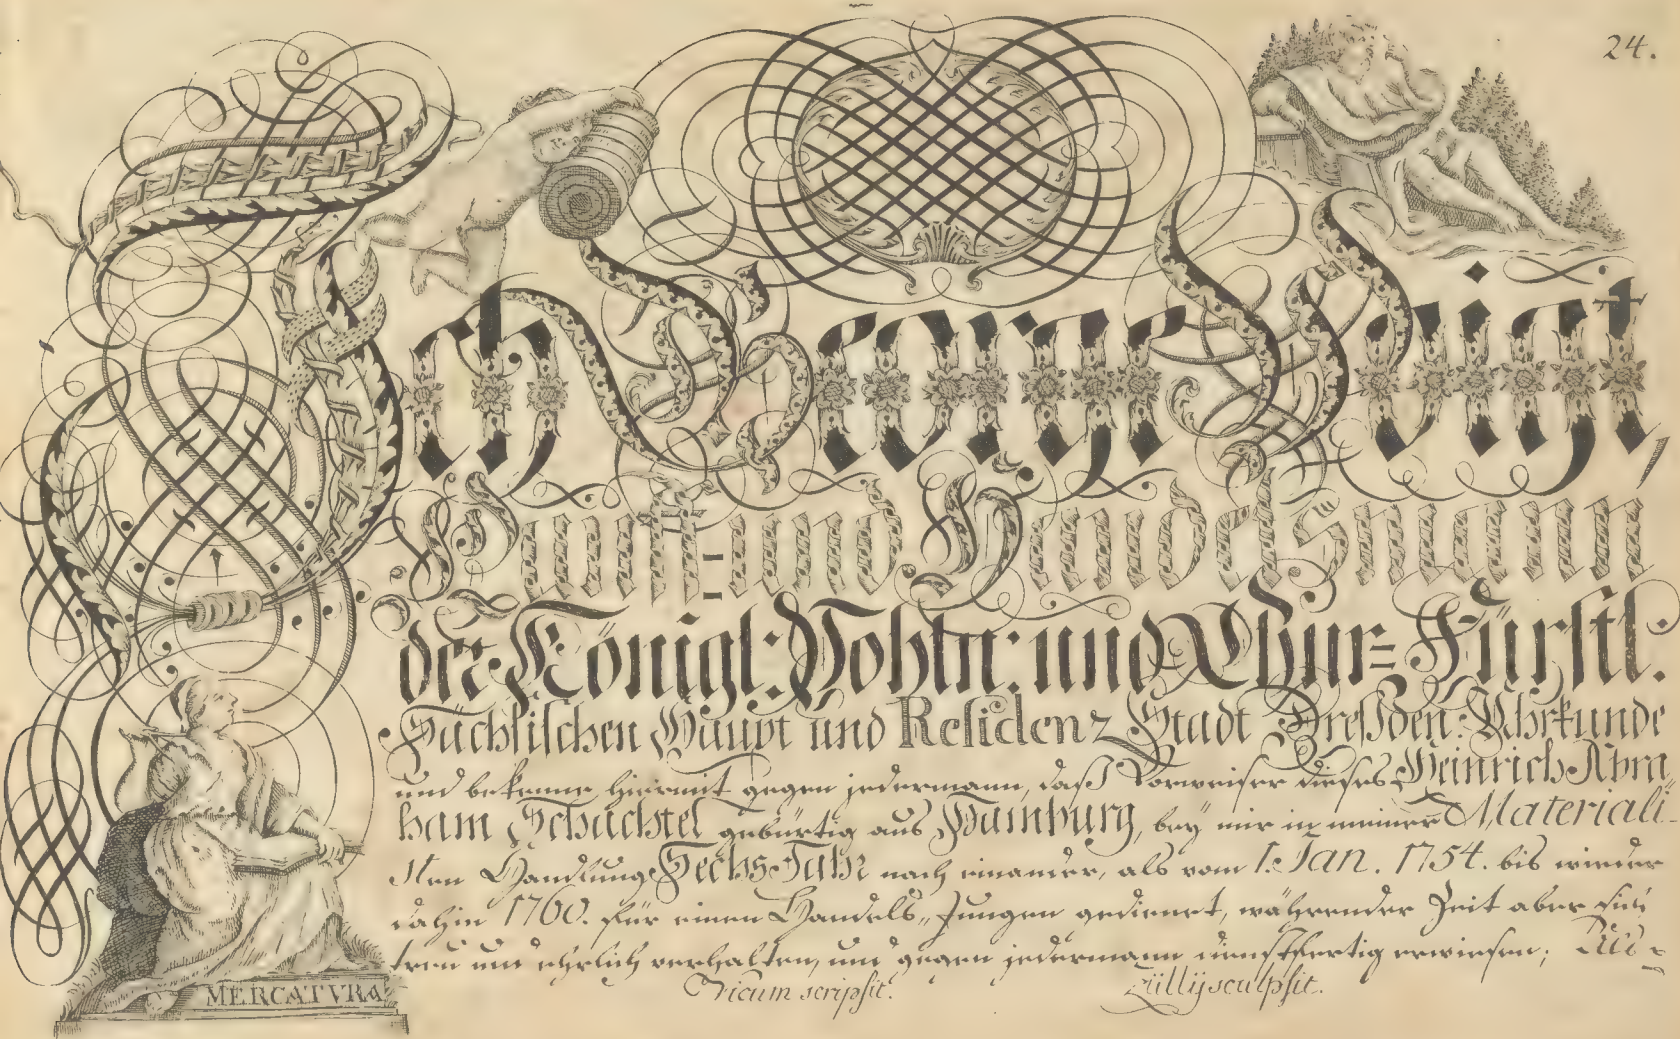 24.
Ich George Voigt,
Kunst- und Handelsmann
der Königl: Pohln: und Chur-Fürstl.
Sächsischen Haupt und Residenz Stadt Dreßden. Uhrkunde
und bekenne hiermit gegen jedermann, daß Vorweiser dieses Heinrich Abra-
ham Schachtel gebürtig aus Hamburg, bey mir in meiner Materiali-
sten Handlung Sechs Jahr nach einander, als vom 1. Jan. 1754. bis wieder
dahin 1760. für einen Handels-Jungen gedienet, währender Zeit aber sich
treu und ehrlich verhalten, und gegen jedermann dienstfertig erwiesen;
MERCATVRA
scripsit. sculpsit.